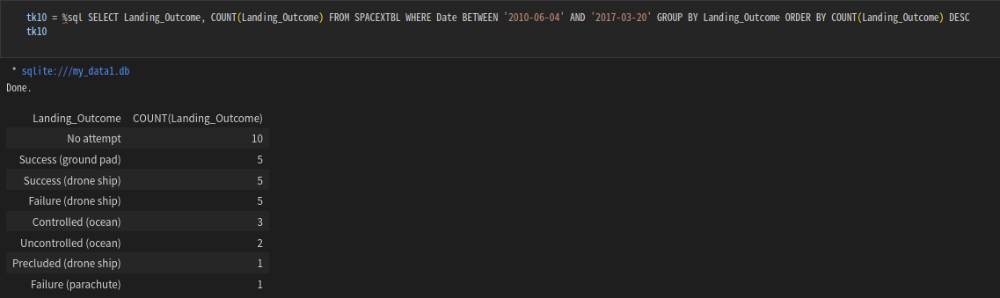 tk10 = %sql SELECT Landing_Outcome, COUNT(Landing_Outcome) FROM SPACEXTBL WHERE Date BETWEEN '2010-06-04' AND '2017-03-20' GROUP BY Landing_Outcome ORDER BY COUNT(Landing_Outcome) DESC
tk10
* sqlite:///my_data1.db
Done.
Landing_Outcome COUNT(Landing_Outcome)
No attempt 10
Success (ground pad) 5
Success (drone ship) 5
Failure (drone ship) 5
Controlled (ocean) 3
Uncontrolled (ocean) 2
Precluded (drone ship) 1
Failure (parachute) 1